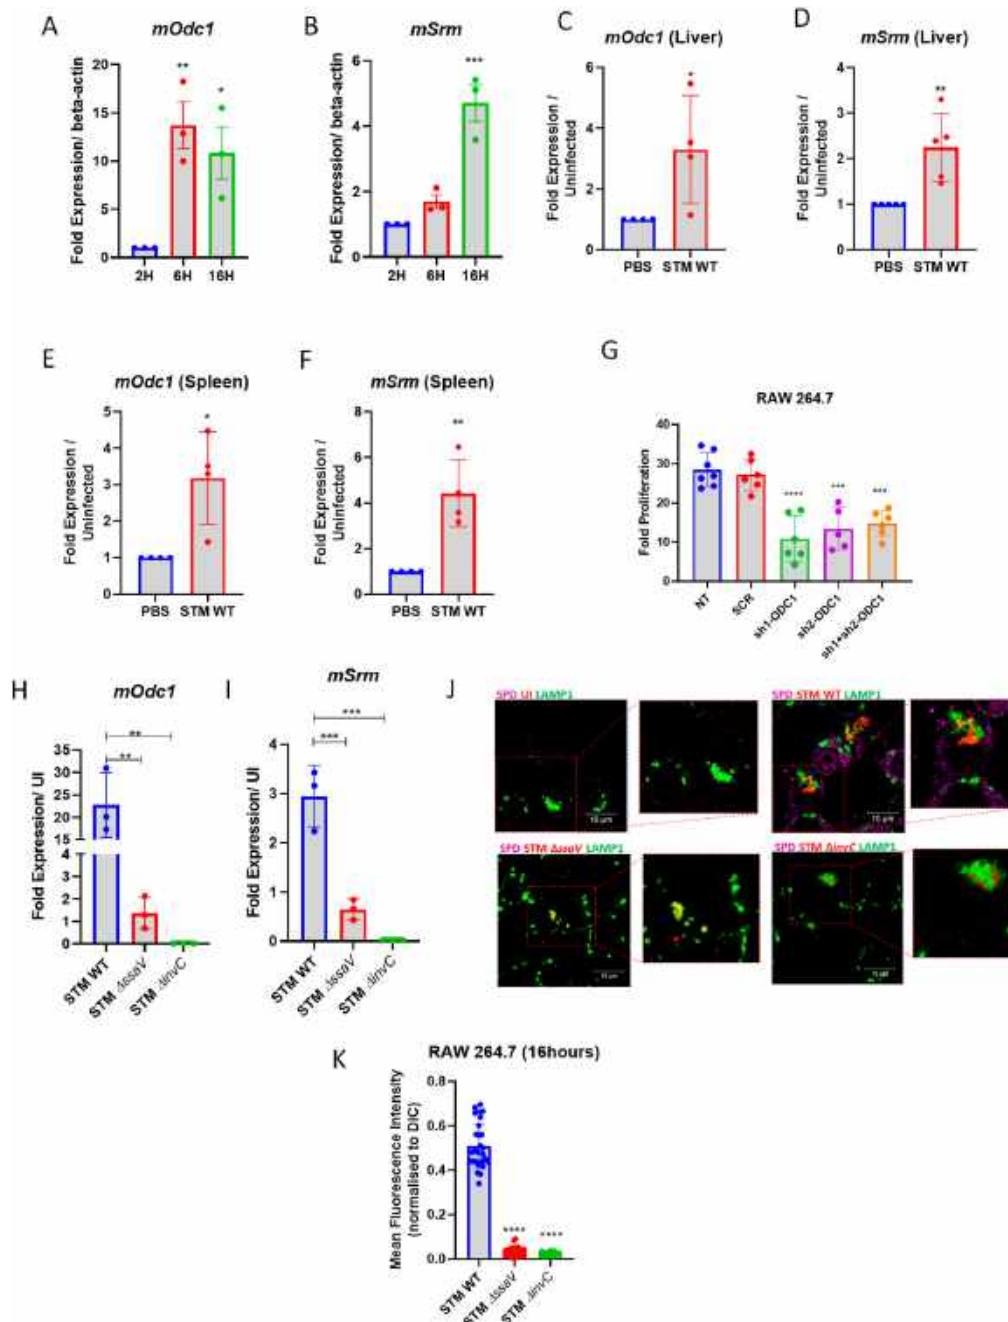 A
mOdc1
Fold Expression/ beta-actin
20
15
10
5
0
**
*
2H 6H 16H
B
mSrm
Fold Expression/ beta-actin
6
4
2
0
***
2H 6H 16H
C
mOdc1 (Liver)
Fold Expression /
Uninfected
6
4
2
0
*
PBS STM WT
D
mSrm (Liver)
Fold Expression /
Uninfected
4
3
2
1
0
**
PBS STM WT
E
mOdc1 (Spleen)
Fold Expression /
Uninfected
5
4
3
2
1
0
*
PBS STM WT
F
mSrm (Spleen)
Fold Expression /
Uninfected
8
6
4
2
0
**
PBS STM WT
G
RAW 264.7
Fold Proliferation
40
30
20
10
0
****
***
***
NT
SCR
sh1-ODC1
sh2-ODC1
sh1+sh2-ODC1
H
mOdc1
Fold Expression/ UI
35
30
25
20
15
4
3
2
1
0
**
**
STM WT
STM ΔssaV
STM ΔinvC
I
mSrm
Fold Expression/ UI
4
3
2
1
0
***
***
STM WT
STM ΔssaV
STM ΔinvC
J
SPD UI LAMP1
10 μm
SPD STM WT LAMP1
10 μm
SPD STM ΔssaV LAMP1
10 μm
SPD STM ΔinvC LAMP1
K
RAW 264.7 (16hours)
Mean Fluorescence Intensity
(normalised to DIC)
0.8
0.6
0.4
0.2
0.0
****
****
STM WT
STM ΔssaV
STM ΔinvC